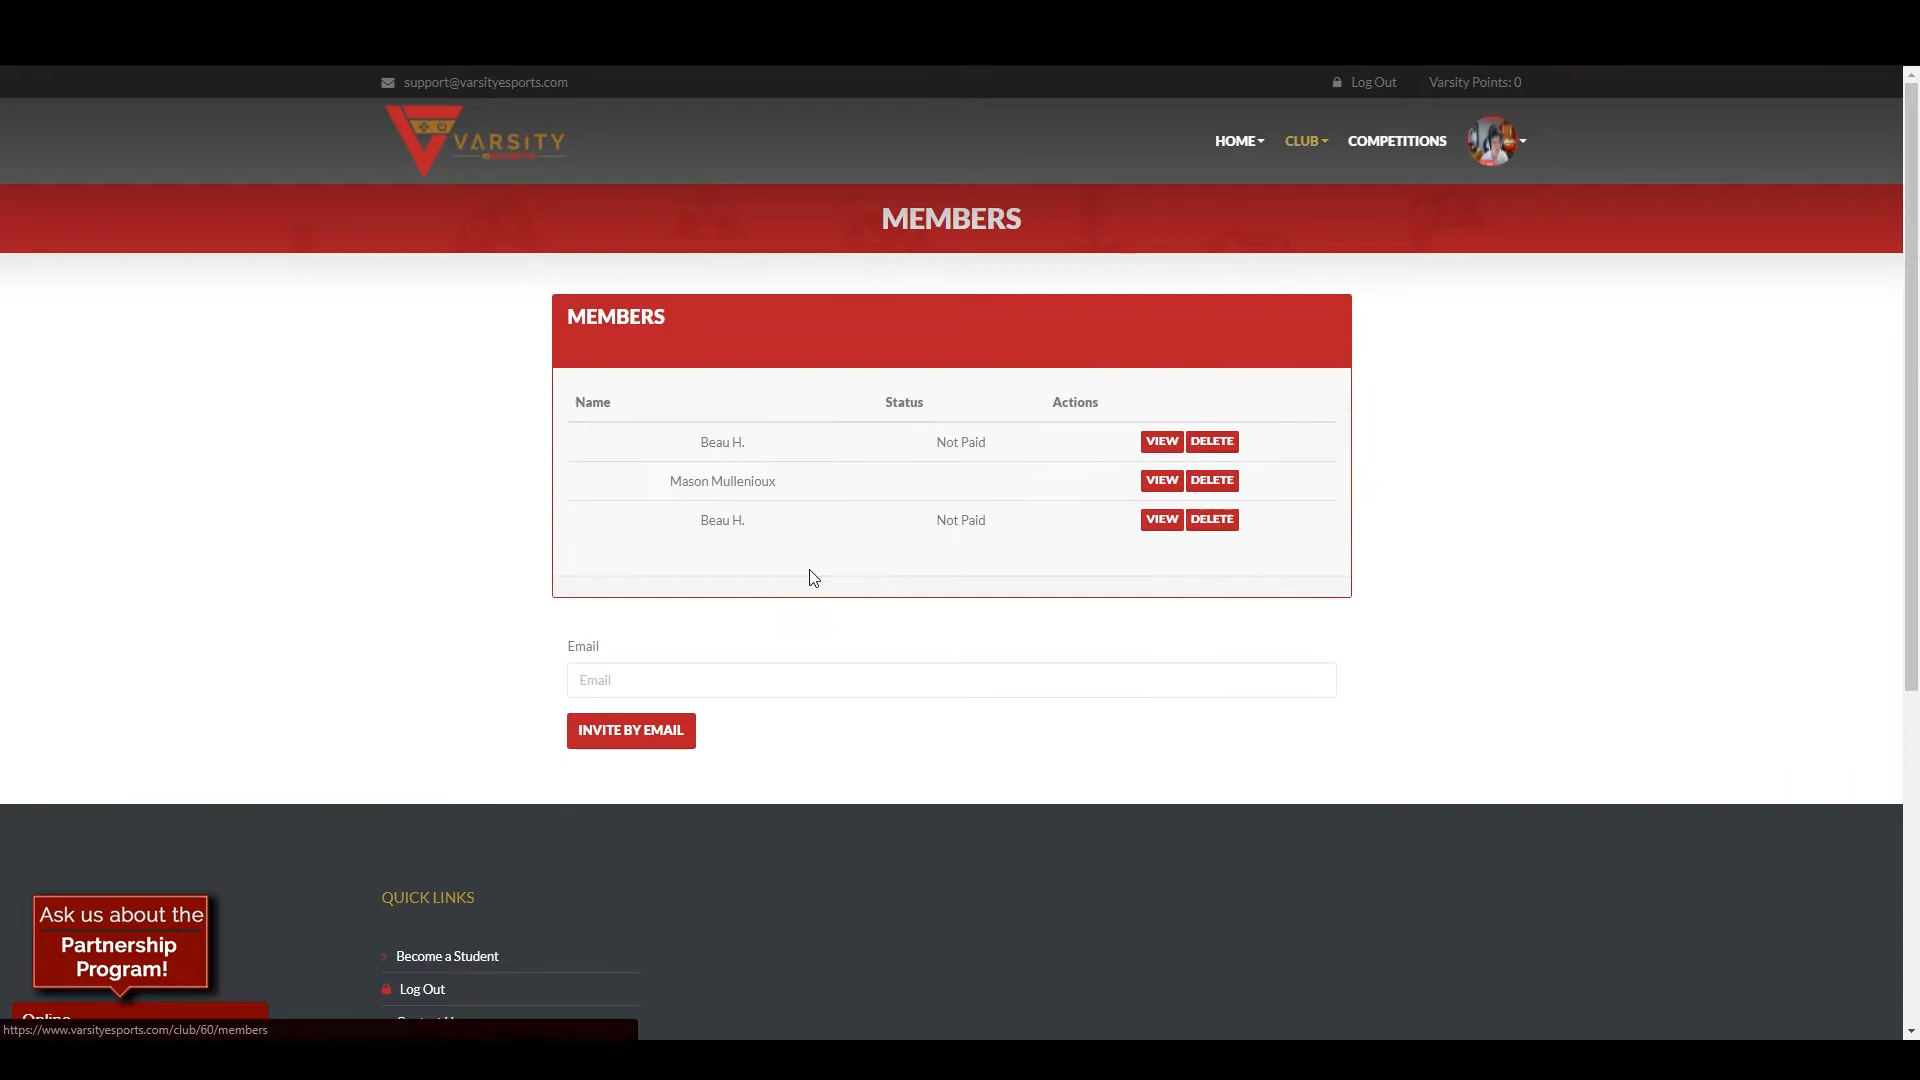 support@varsityesports.com
Log Out
Varsity Points: 0
VARSITY
HOME
CLUB
COMPETITIONS
MEMBERS
MEMBERS
Name Status Actions
Beau H. Not Paid VIEW DELETE
Mason Mullenioux VIEW DELETE
Beau H. Not Paid VIEW DELETE
Email
Email
INVITE BY EMAIL
QUICK LINKS
Become a Student
Log Out
Ask us about the
Partnership
Program!
https://www.varsityesports.com/club/60/members